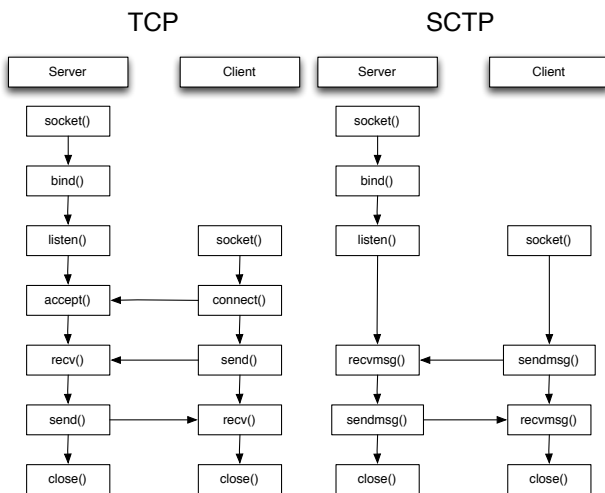 TCP
SCTP
Server
Client
Server
Client
socket()
socket()
bind()
bind()
listen()
socket()
listen()
socket()
accept()
connect()
recv()
send()
recvmsg()
sendmsg()
send()
recv()
sendmsg()
recvmsg()
close()
close()
close()
close()